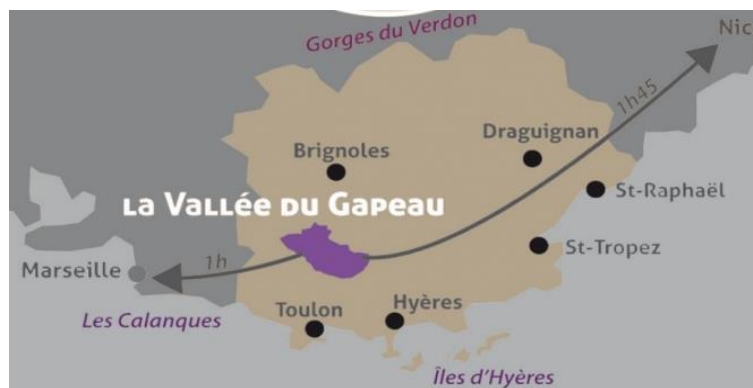 Gorges du Verdon
Nic
1h45
Draguignan
Brignoles
St-Raphaël
La Vallée du Gapeau
St-Tropez
1h
Marseille
Toulon
Hyères
Les Calanques
Îles d'Hyères